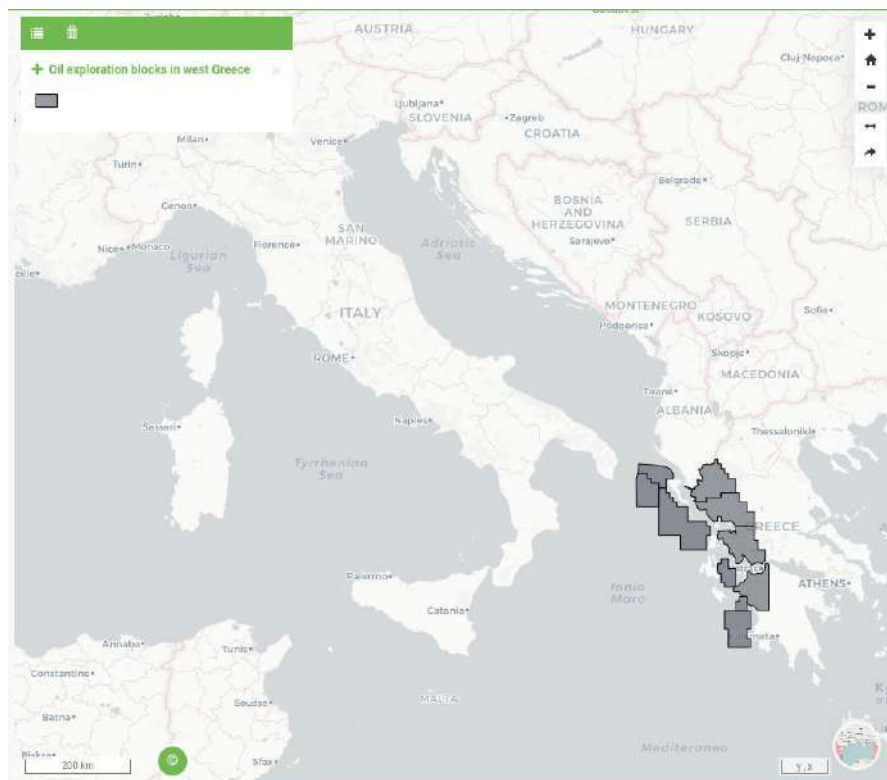 HUNGARY
AUSTRIA
Oil exploration blocks in west Greece
Cluj-Napoca
Ljubljana
SLOVENIA
Zagreb
CROATIA
Milan
Venice
Turin
Belgrade
BOSNIA
AND
HERZEGOVINA
Genoa
SAN
MARINO
SERBIA
Sarajevo
Nice
Monaco
Florence
Adriatic
Sea
Ligurian
Sea
MONTENEGRO
KOSOVO
Sofia
ITALY
Podgorica
ROME
Skopje
MACEDONIA
Tirane
ALBANIA
Naples
Sassari
Thessaloniki
Tyrrhenian
Sea
GREECE
Palermo
Ionio
Mare
ATHENS
Catania
Kalamata
Annaba
Tunis
Constantine
Sousse
MALTA
Batna
Mediteraneo
200 km
Sfax
Y , X